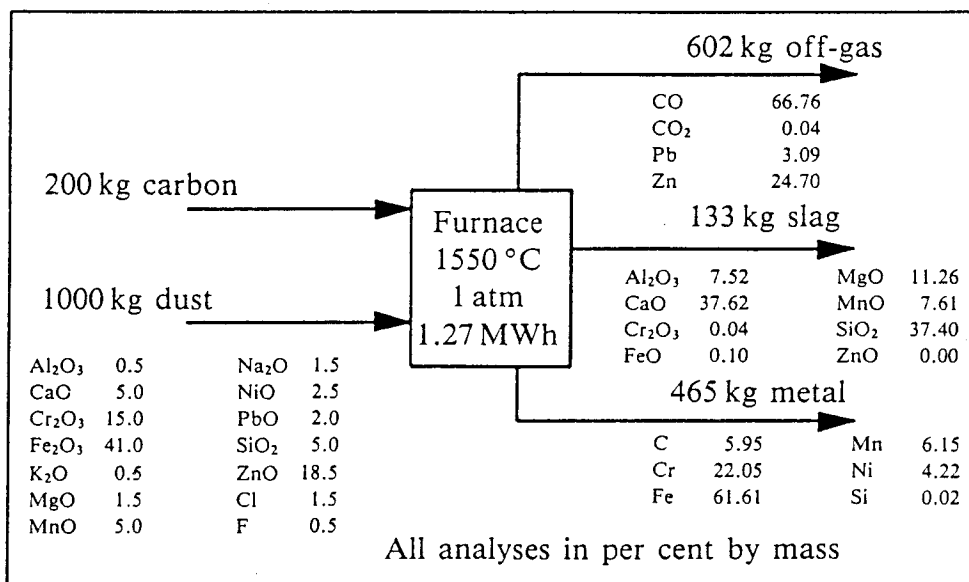 602 kg off-gas
CO 66.76
CO₂ 0.04
Pb 3.09
Zn 24.70
200 kg carbon
1000 kg dust
Al₂O₃ 0.5 Na₂O 1.5
CaO 5.0 NiO 2.5
Cr₂O₃ 15.0 PbO 2.0
Fe₂O₃ 41.0 SiO₂ 5.0
K₂O 0.5 ZnO 18.5
MgO 1.5 Cl 1.5
MnO 5.0 F 0.5
Furnace
1550 °C
1 atm
1.27 MWh
133 kg slag
Al₂O₃ 7.52 MgO 11.26
CaO 37.62 MnO 7.61
Cr₂O₃ 0.04 SiO₂ 37.40
FeO 0.10 ZnO 0.00
465 kg metal
C 5.95 Mn 6.15
Cr 22.05 Ni 4.22
Fe 61.61 Si 0.02
All analyses in per cent by mass